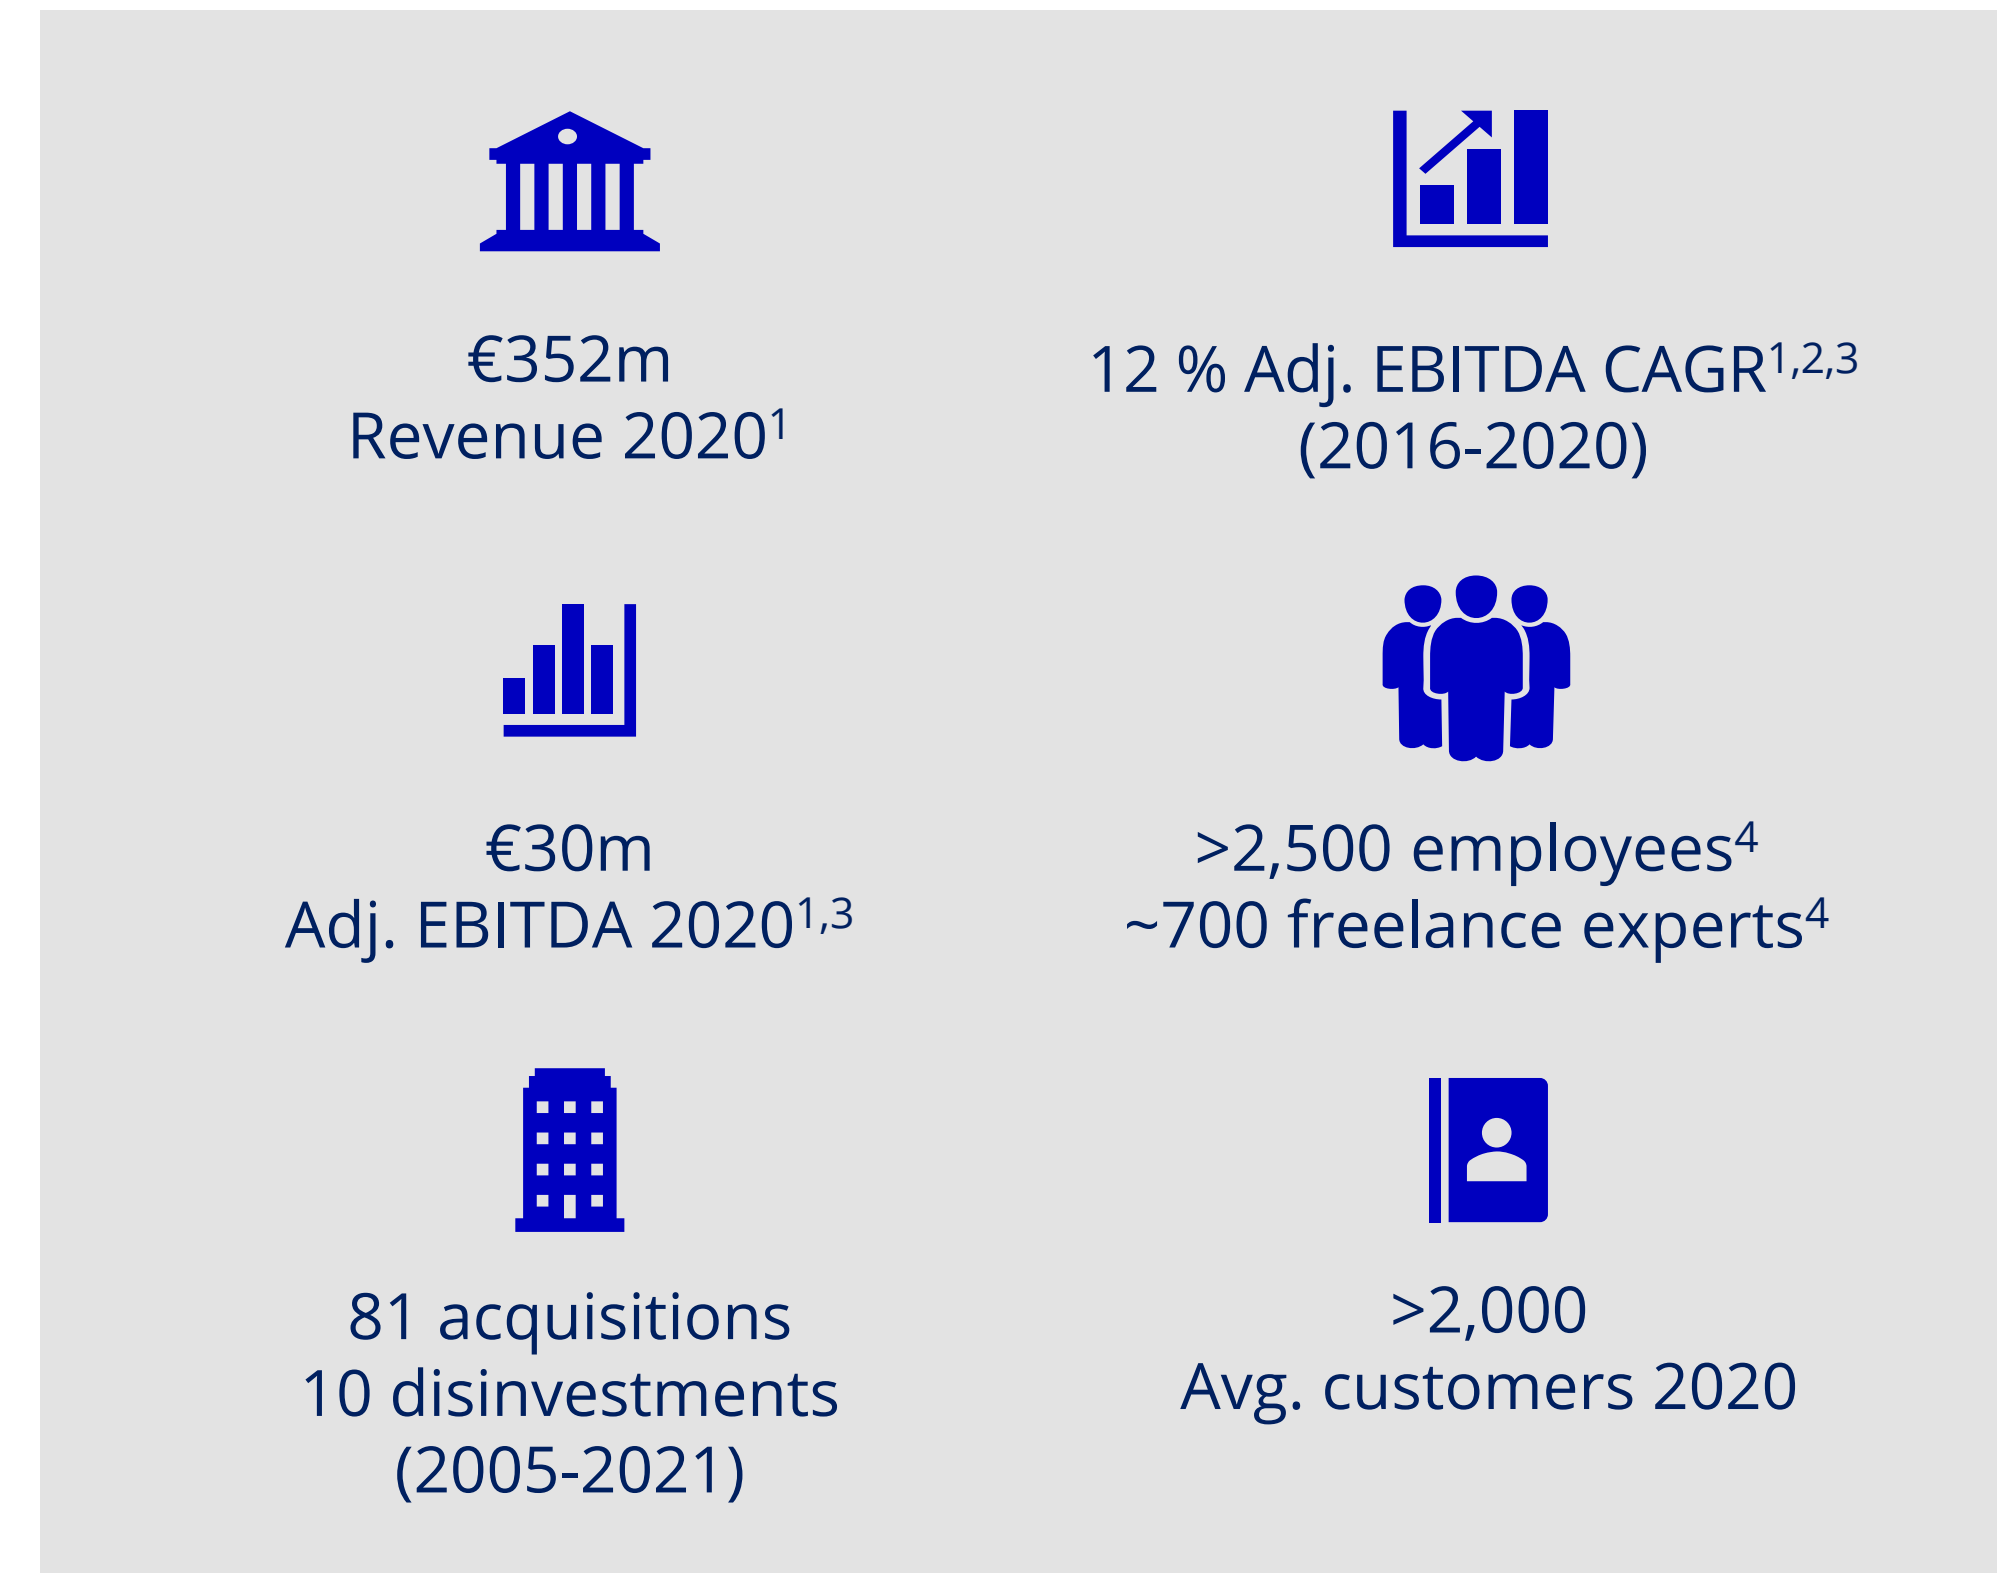 €352m
Revenue 2020¹
12 % Adj. EBITDA CAGR¹,²,³
(2016-2020)
€30m
Adj. EBITDA 2020¹,³
>2,500 employees⁴
~700 freelance experts⁴
81 acquisitions
10 disinvestments
(2005-2021)
>2,000
Avg. customers 2020